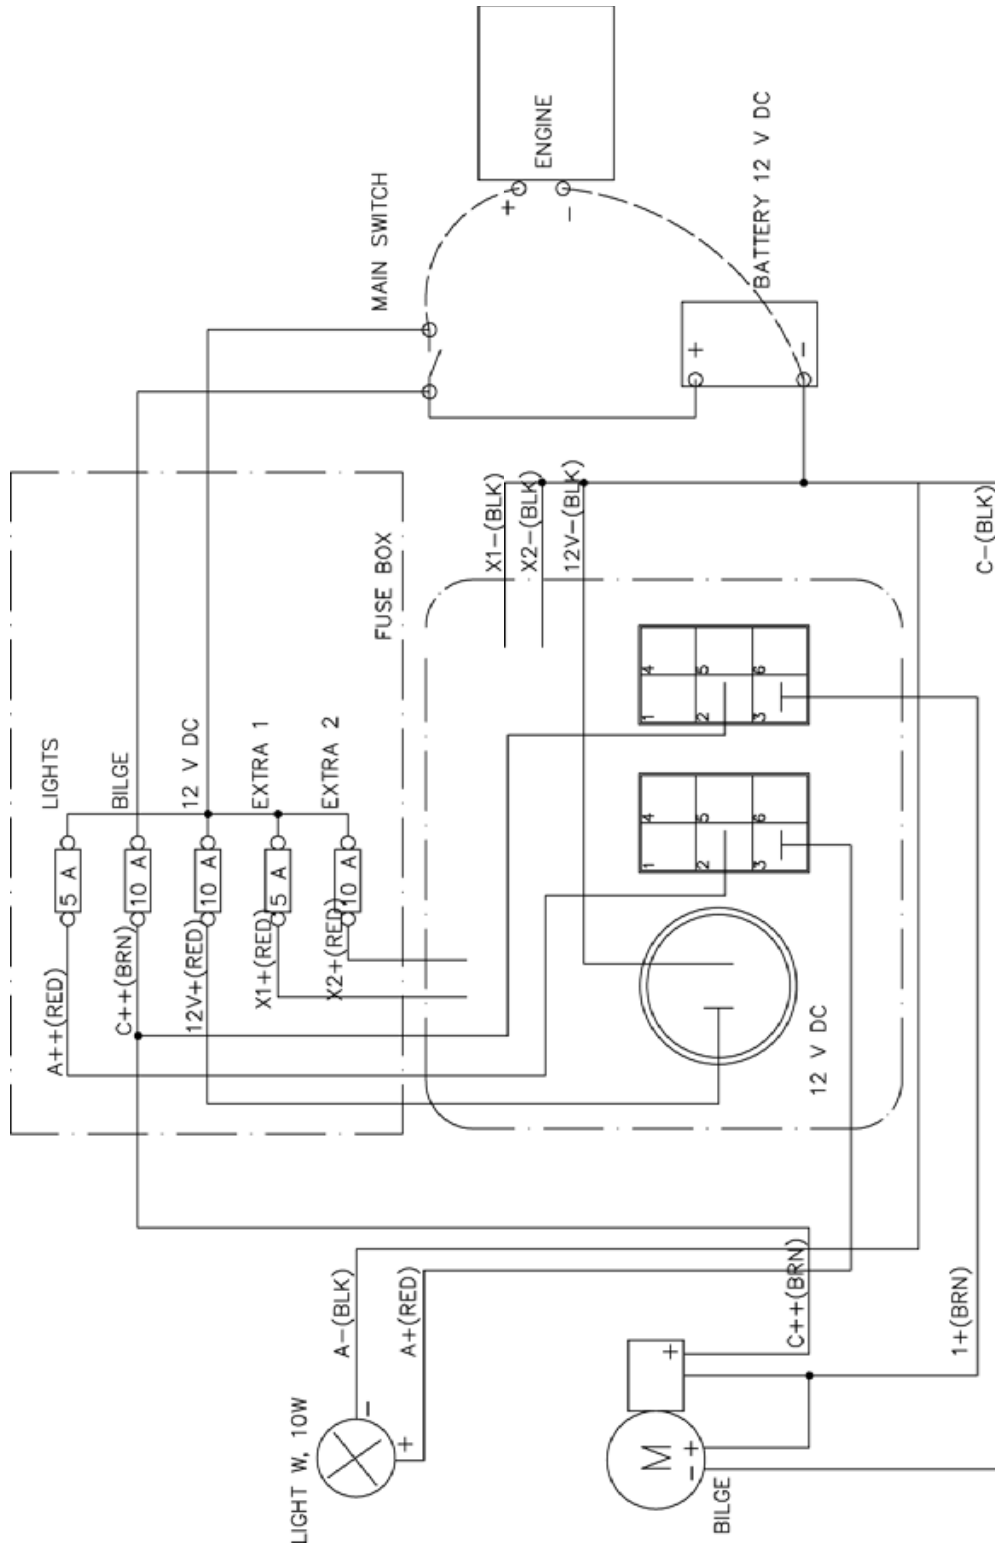 ENGINE
+
-
MAIN SWITCH
BATTERY 12 V DC
+
-
FUSE BOX
LIGHTS
BILGE
12 V DC
EXTRA 1
EXTRA 2
5 A
10 A
10 A
5 A
10 A
A++(RED)
C++(BRN)
12V+(RED)
X1+(RED)
X2+(RED)
X1-(BLK)
X2-(BLK)
12V-(BLK)
C-(BLK)
1 4
2 5
3 6
1 4
2 5
3 6
12 V DC
A-(BLK)
A+(RED)
C++(BRN)
1+(BRN)
LIGHT W, 10W
-
+
+
M
- +
BILGE